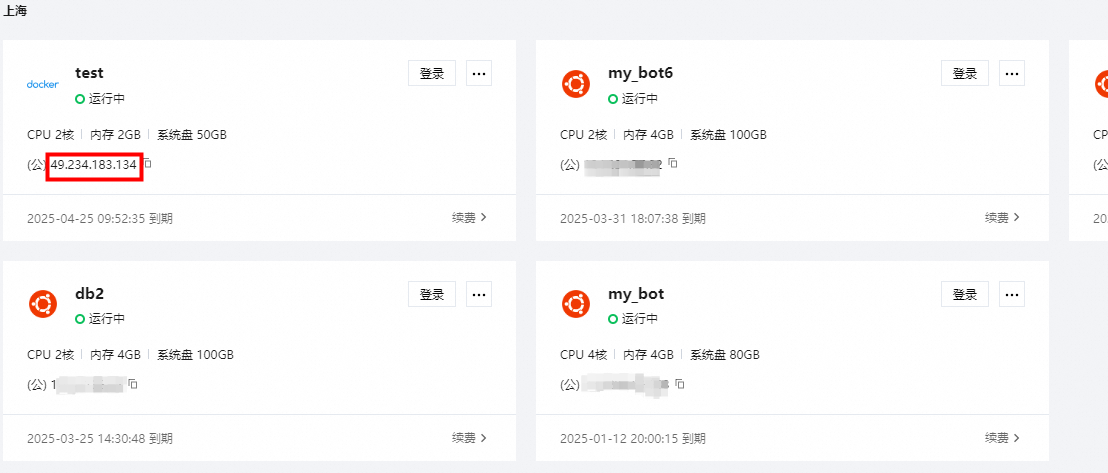 上海
docker
test
登录
...
运行中
CPU 2核 内存 2GB 系统盘 50GB
(公) 49.234.183.134
2025-04-25 09:52:35 到期
续费
my_bot6
登录
...
运行中
CPU 2核 内存 4GB 系统盘 100GB
(公)
2025-03-31 18:07:38 到期
续费
CP
(公
20
db2
登录
...
运行中
CPU 2核 内存 4GB 系统盘 100GB
(公) 1
2025-03-25 14:30:48 到期
续费
my_bot
登录
...
运行中
CPU 4核 内存 4GB 系统盘 80GB
(公)
2025-01-12 20:00:15 到期
续费